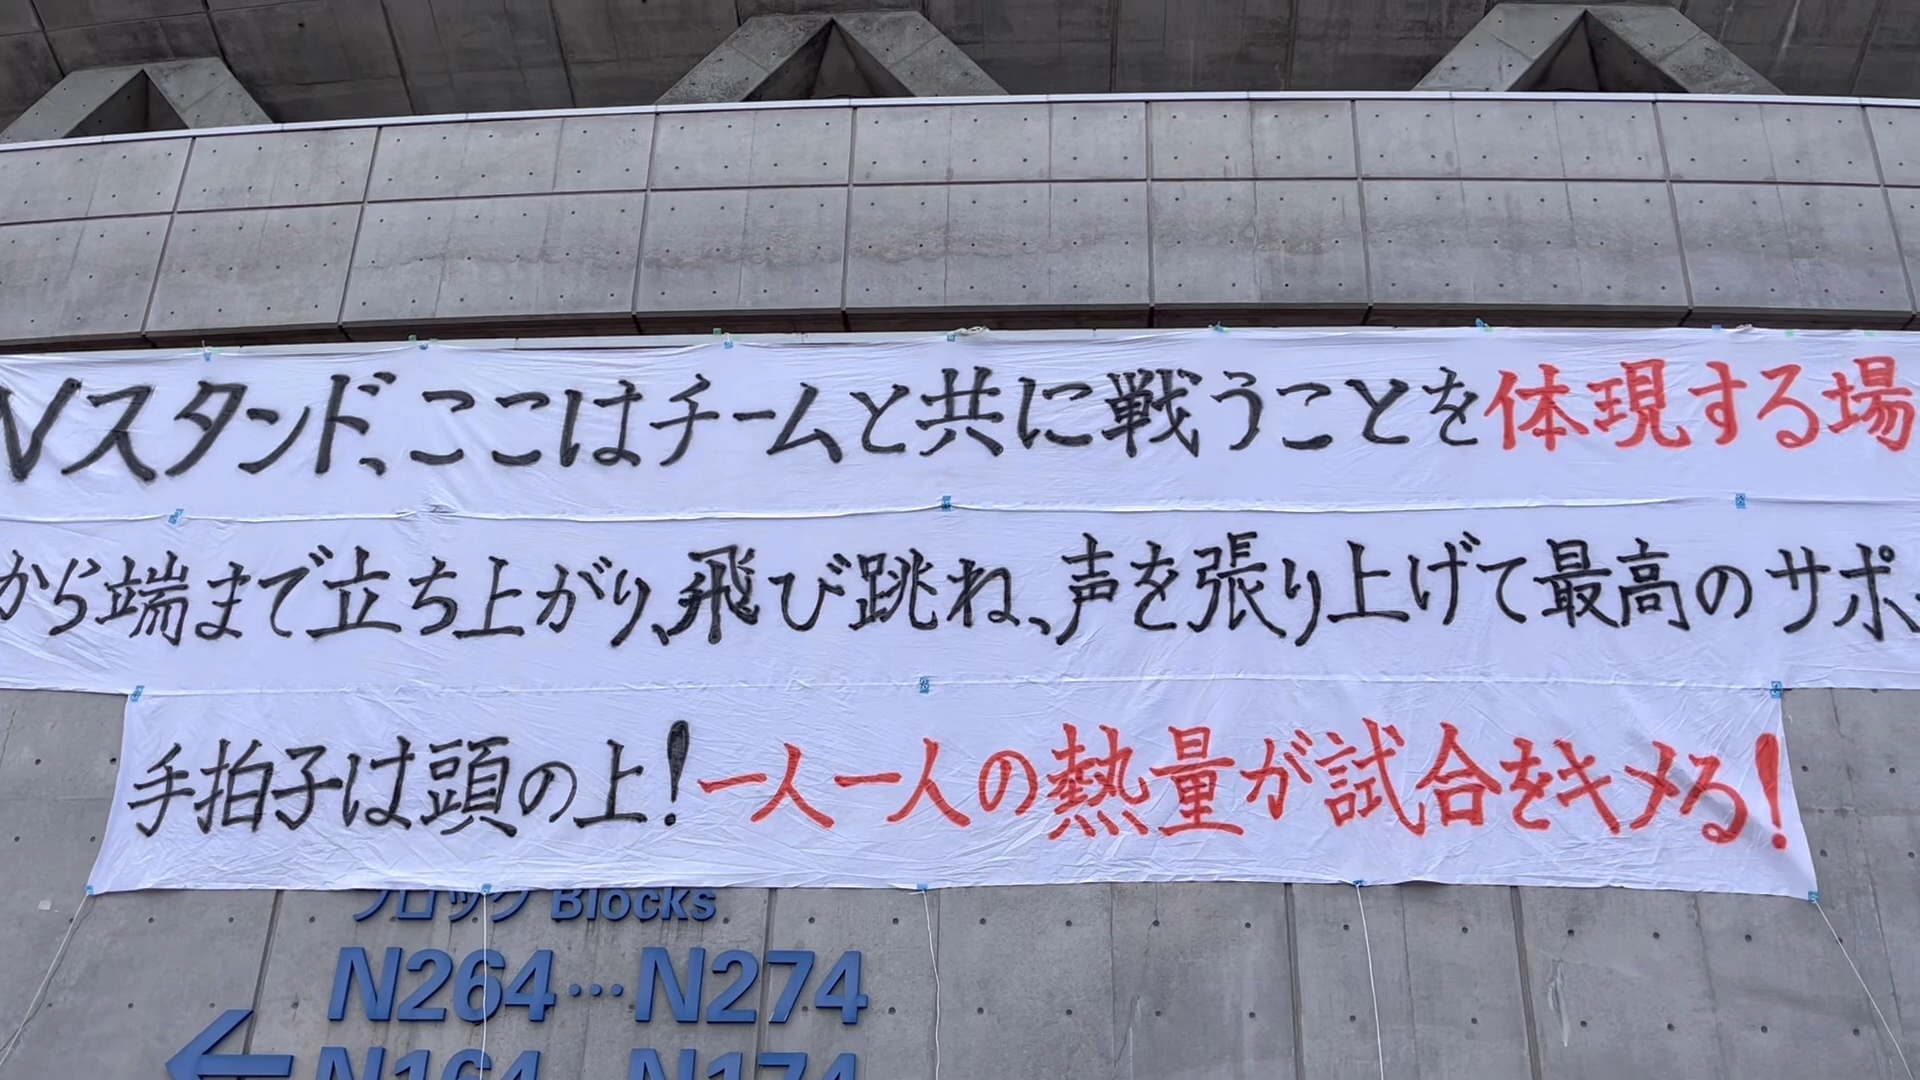 Vスタンド、ここはチームと共に戦うことを体現する場
から端まで立ち上がり、飛び跳ね、声を張り上げて最高のサポ
手拍子は頭の上!一人一人の熱量が試合をキメる!
ブロック Blocks
N264…N274
N164 N174